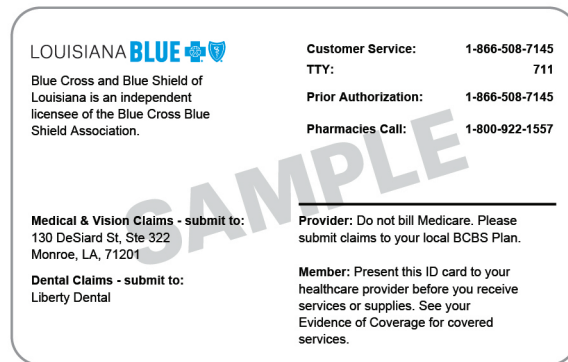 LOUISIANA BLUE
Blue Cross and Blue Shield of
Louisiana is an independent
licensee of the Blue Cross Blue
Shield Association.
Customer Service: 1-866-508-7145
TTY: 711
Prior Authorization: 1-866-508-7145
Pharmacies Call: 1-800-922-1557
SAMPLE
Medical & Vision Claims - submit to:
130 DeSiard St, Ste 322
Monroe, LA, 71201
Dental Claims - submit to:
Liberty Dental
Provider: Do not bill Medicare. Please
submit claims to your local BCBS Plan.
Member: Present this ID card to your
healthcare provider before you receive
services or supplies. See your
Evidence of Coverage for covered
services.